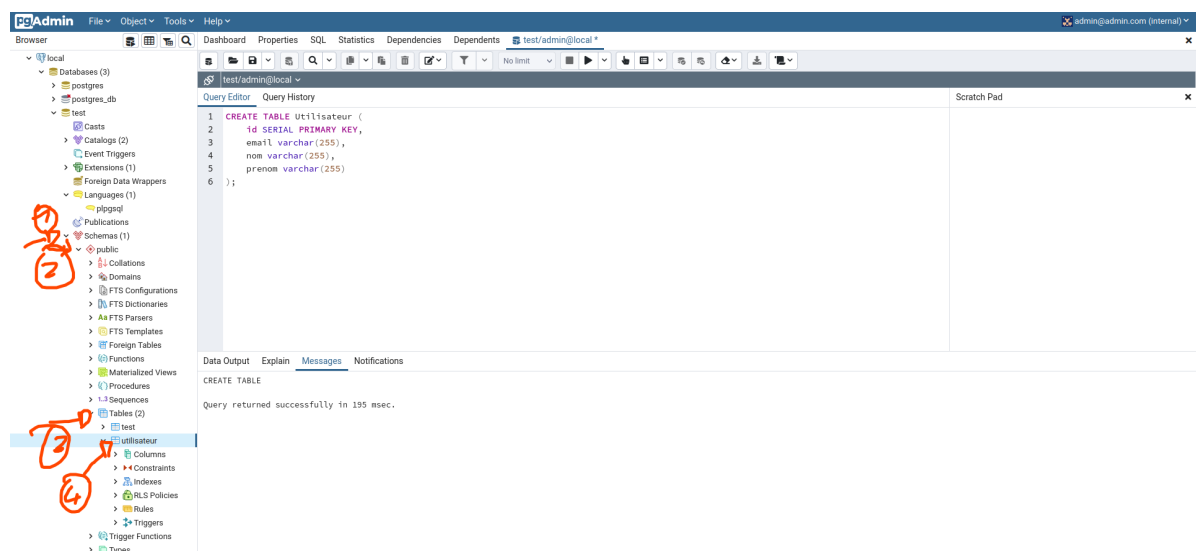 pgAdmin File Object Tools Help admin@admin.com (internal)
Browser Dashboard Properties SQL Statistics Dependencies Dependents test/admin@local *
No limit
test/admin@local
Query Editor Query History Scratch Pad
local
Databases (3)
postgres
postgres_db
test
Casts
Catalogs (2)
Event Triggers
Extensions (1)
Foreign Data Wrappers
Languages (1)
plpgsql
Publications
Schemas (1)
public
Collations
Domains
FTS Configurations
FTS Dictionaries
FTS Parsers
FTS Templates
Foreign Tables
Functions
Materialized Views
Procedures
1..3 Sequences
Tables (2)
test
utilisateur
Columns
Constraints
Indexes
RLS Policies
Rules
Triggers
Trigger Functions
Types
1
2
3
4
1 CREATE TABLE Utilisateur (
2 id SERIAL PRIMARY KEY,
3 email varchar(255),
4 nom varchar(255),
5 prenom varchar(255)
6 );
Data Output Explain Messages Notifications
CREATE TABLE
Query returned successfully in 195 msec.